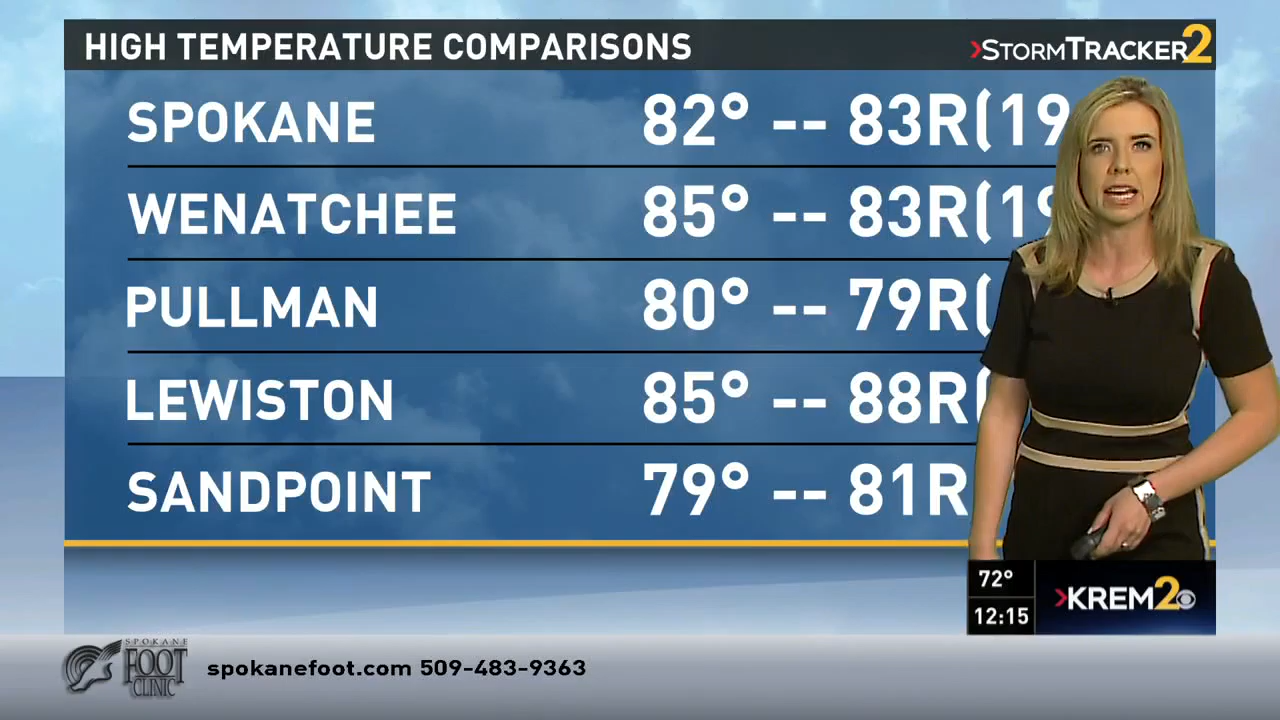 HIGH TEMPERATURE COMPARISONS
STORMTRACKER2
SPOKANE 82° -- 83R(19
WENATCHEE 85° -- 83R(19
PULLMAN 80° -- 79R(
LEWISTON 85° -- 88R(
SANDPOINT 79° -- 81R
72°
12:15
KREM2
SPOKANE
FOOT
CLINIC
spokanefoot.com 509-483-9363